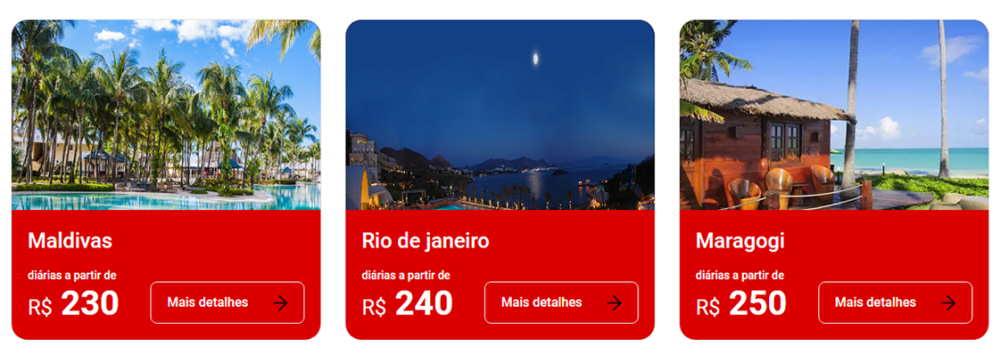 Maldivas
diárias a partir de
R$ 230
Mais detalhes
Rio de janeiro
diárias a partir de
R$ 240
Mais detalhes
Maragogi
diárias a partir de
R$ 250
Mais detalhes